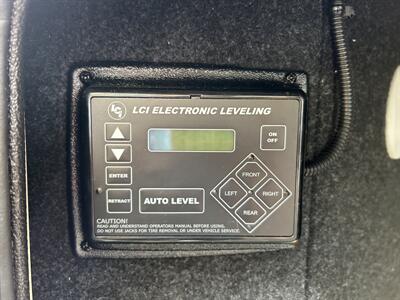 LCI LCI ELECTRONIC LEVELING
ON
OFF
ENTER
RETRACT
AUTO LEVEL
FRONT
LEFT
RIGHT
REAR
CAUTION!
READ AND UNDERSTAND OPERATORS MANUAL BEFORE USING.
DO NOT USE JACKS FOR TIRE REMOVAL OR UNDER VEHICLE SERVICE.